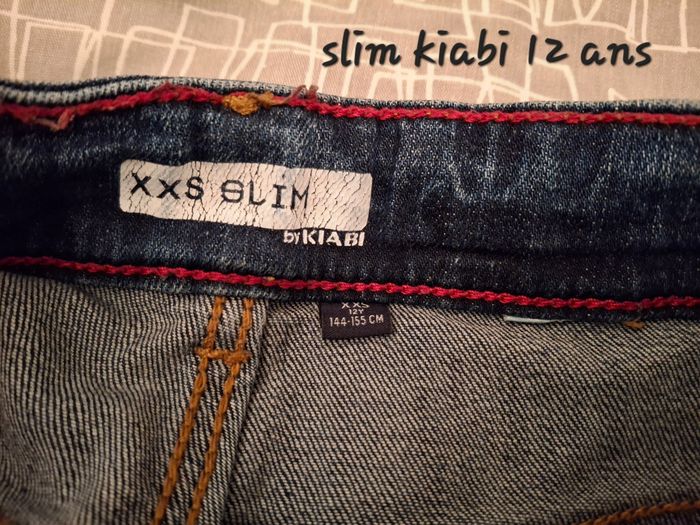 slim kiabi 12 ans
XXS SLIM
by KIABI
XXS
12Y
144-155 CM